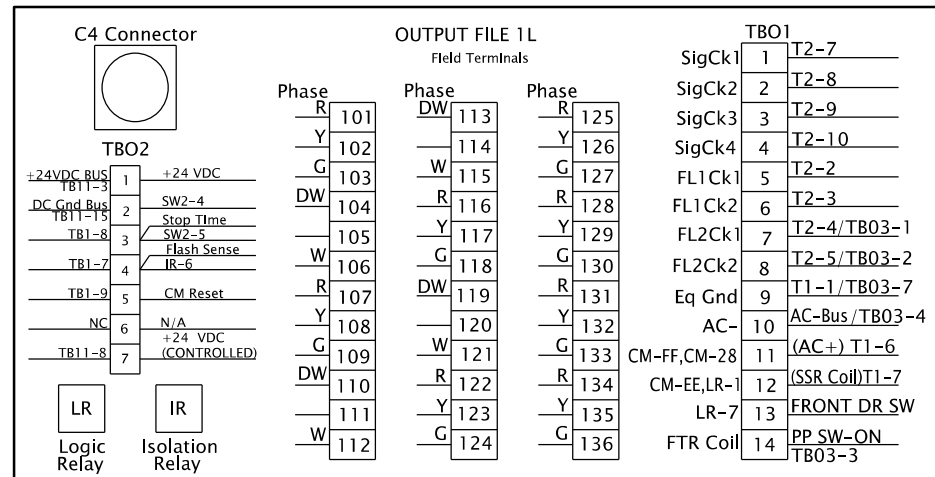 C4 Connector
OUTPUT FILE 1L
Field Terminals
TBO1
SigCk1 1 T2-7
SigCk2 2 T2-8
SigCk3 3 T2-9
SigCk4 4 T2-10
FL1Ck1 5 T2-2
FL1Ck2 6 T2-3
FL2Ck1 7 T2-4/TB03-1
FL2Ck2 8 T2-5/TB03-2
Eq Gnd 9 T1-1/TB03-7
AC- 10 AC-Bus/TB03-4
CM-FF,CM-28 11 (AC+) T1-6
CM-EE,LR-1 12 (SSR Coil)T1-7
LR-7 13 FRONT DR SW
FTR Coil 14 PP SW-ON
TB03-3
Phase
R 101
Y 102
G 103
DW 104
105
W 106
R 107
Y 108
G 109
DW 110
111
W 112
Phase
DW 113
114
W 115
R 116
Y 117
G 118
DW 119
120
W 121
R 122
Y 123
G 124
Phase
R 125
Y 126
G 127
R 128
Y 129
G 130
R 131
Y 132
G 133
R 134
Y 135
G 136
TBO2
+24VDC BUS 1 +24 VDC
TB11-3
DC Gnd Bus 2 SW2-4
TB11-15
Stop TIme
TB1-8 3 SW2-5
Flash Sense
TB1-7 4 IR-6
TB1-9 5 CM Reset
NC 6 N/A
+24 VDC
TB11-8 7 (CONTROLLED)
LR
IR
Logic
Relay
Isolation
Relay